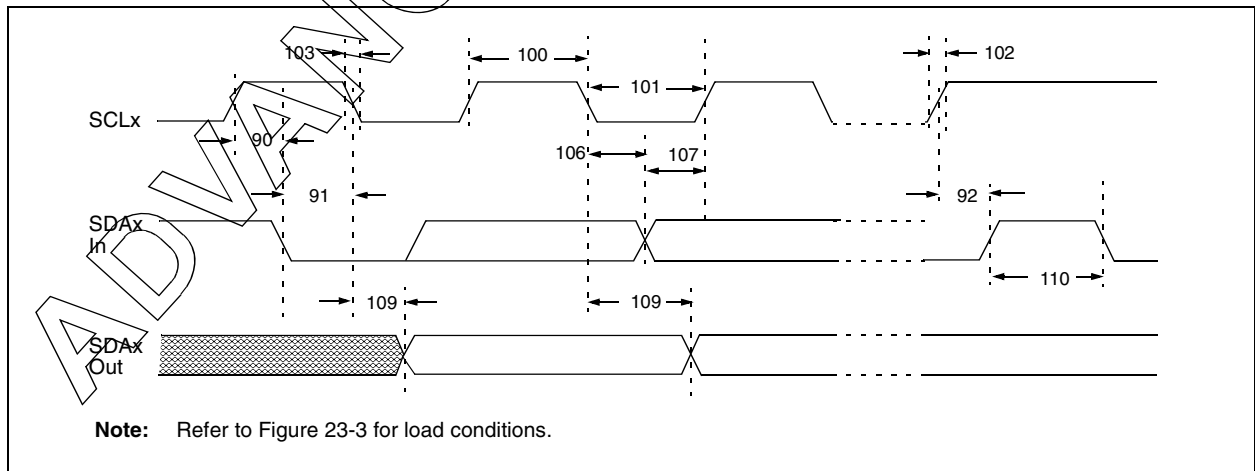 103
100
102
101
SCLx
90
106
107
91
92
SDAx
In
110
109
109
SDAx
Out
Note: Refer to Figure 23-3 for load conditions.
ADVANC